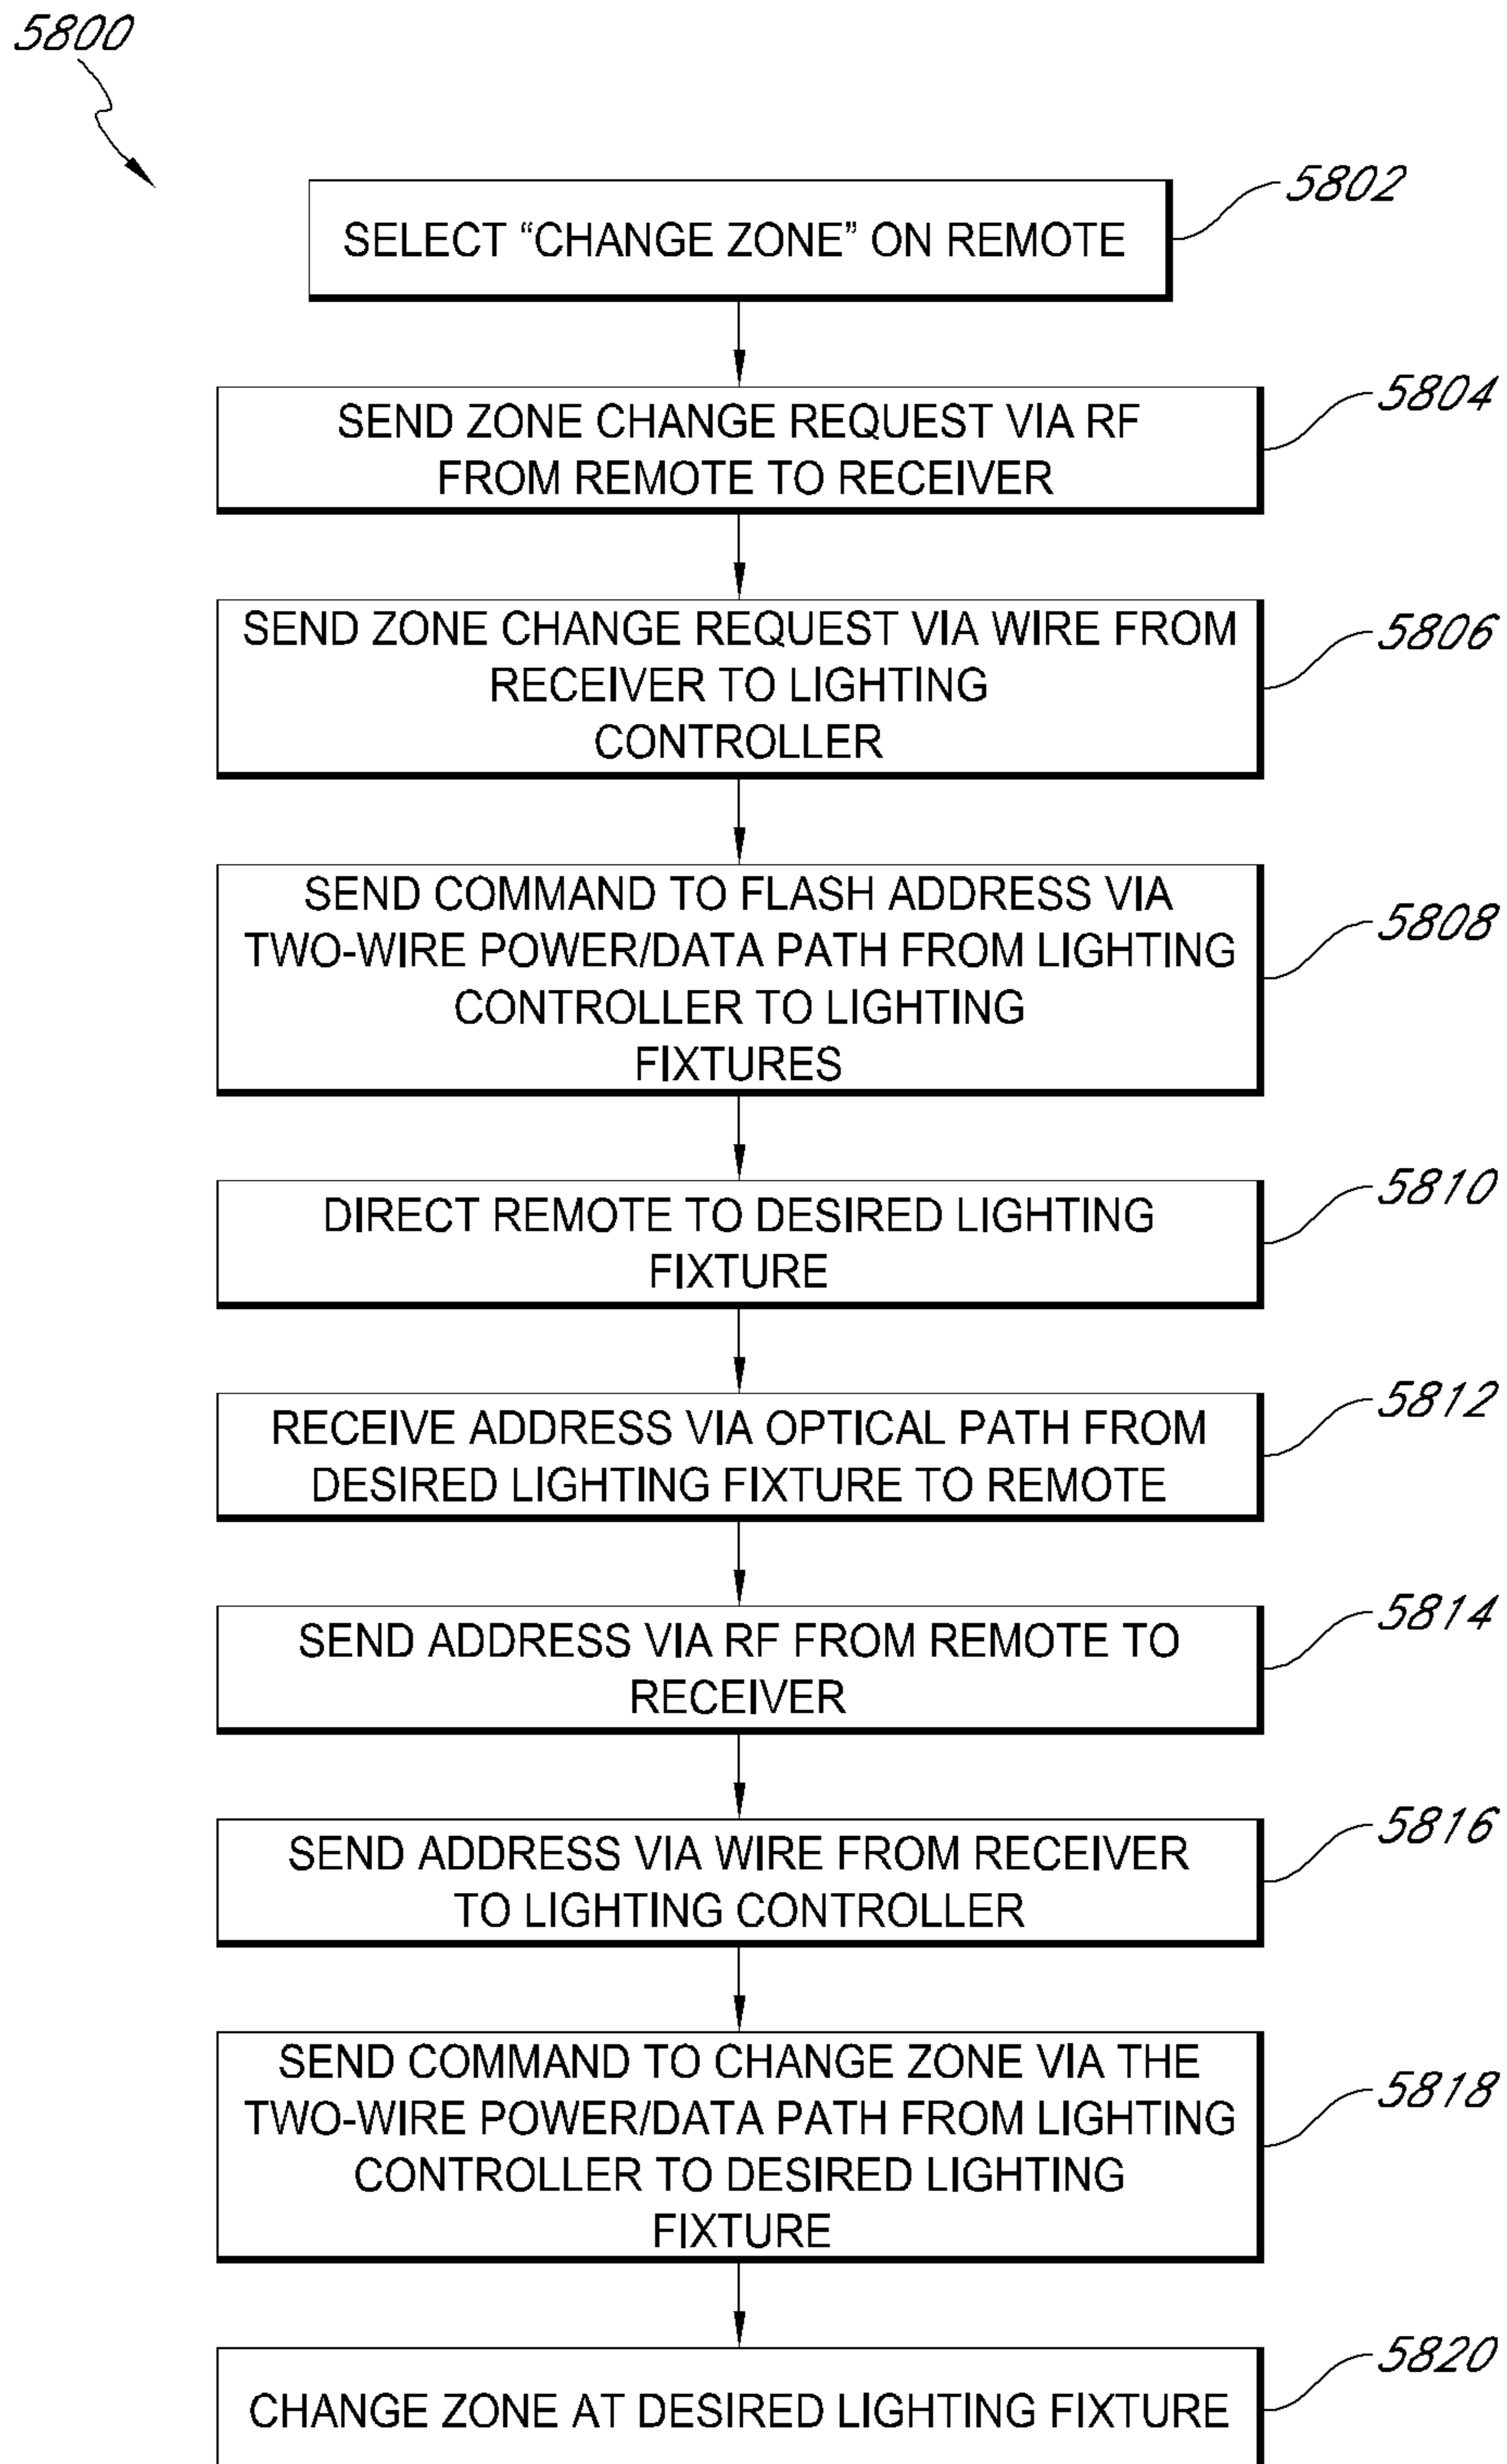 5800
5802
SELECT “CHANGE ZONE” ON REMOTE
5804
SEND ZONE CHANGE REQUEST VIA RF
FROM REMOTE TO RECEIVER
5806
SEND ZONE CHANGE REQUEST VIA WIRE FROM
RECEIVER TO LIGHTING
CONTROLLER
5808
SEND COMMAND TO FLASH ADDRESS VIA
TWO-WIRE POWER/DATA PATH FROM LIGHTING
CONTROLLER TO LIGHTING
FIXTURES
5810
DIRECT REMOTE TO DESIRED LIGHTING
FIXTURE
5812
RECEIVE ADDRESS VIA OPTICAL PATH FROM
DESIRED LIGHTING FIXTURE TO REMOTE
5814
SEND ADDRESS VIA RF FROM REMOTE TO
RECEIVER
5816
SEND ADDRESS VIA WIRE FROM RECEIVER
TO LIGHTING CONTROLLER
5818
SEND COMMAND TO CHANGE ZONE VIA THE
TWO-WIRE POWER/DATA PATH FROM LIGHTING
CONTROLLER TO DESIRED LIGHTING
FIXTURE
5820
CHANGE ZONE AT DESIRED LIGHTING FIXTURE